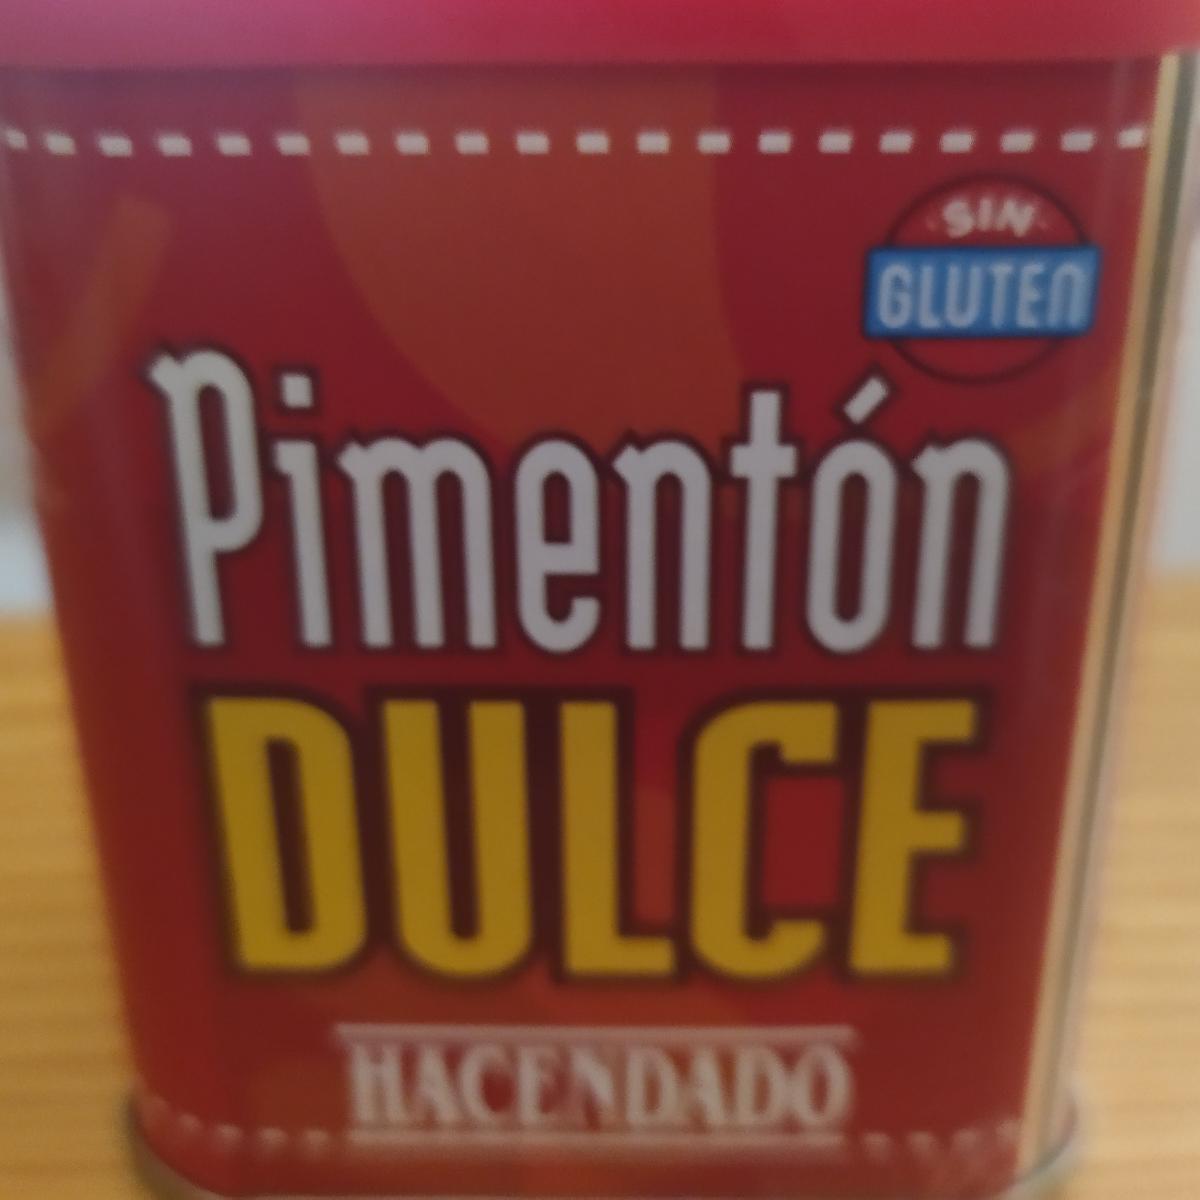 SIN
GLUTEN
Pimentón
DULCE
HACENDADO